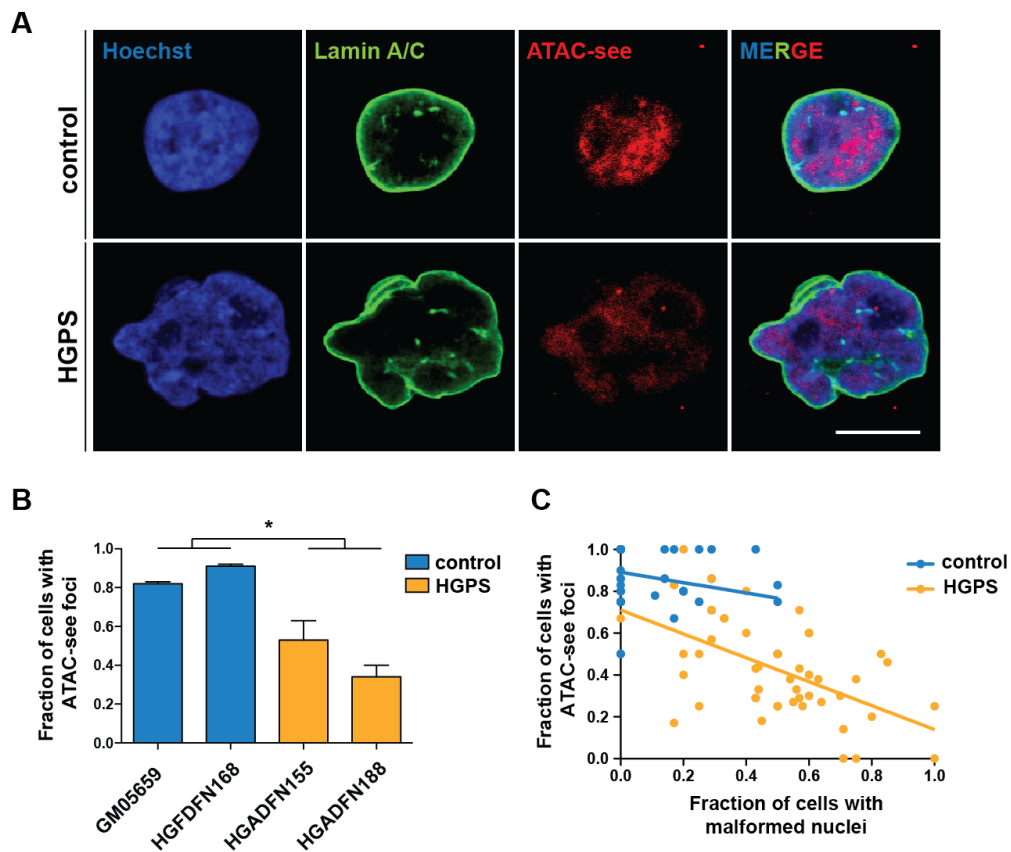 A
Hoechst
Lamin A/C
ATAC-see
MERGE
control
HGPS
B
Fraction of cells with
ATAC-see foci
1.0
0.8
0.6
0.4
0.2
0.0
*
control
HGPS
GM05659
HGFDFN168
HGADFN155
HGADFN188
C
Fraction of cells with
ATAC-see foci
1.0
0.8
0.6
0.4
0.2
0.0
control
HGPS
0.0 0.2 0.4 0.6 0.8 1.0
Fraction of cells with
malformed nuclei